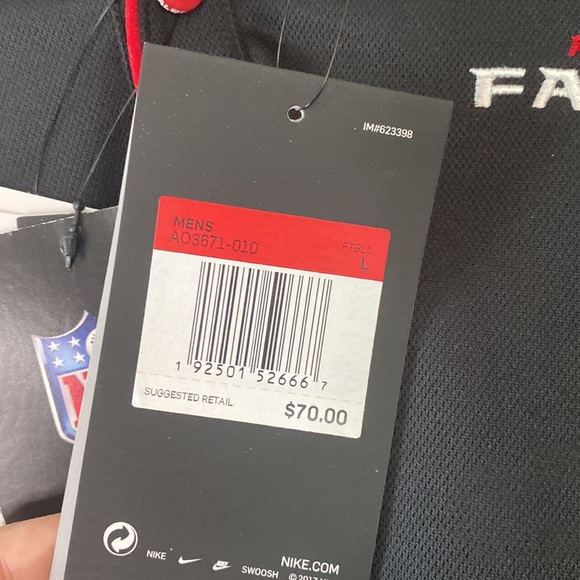 FA
IM#623398
MENS
AO3671-010
FTBLL
L
1 92501 52666 7
SUGGESTED RETAIL
$70.00
NIKE
SWOOSH
NIKE.COM
© 2017